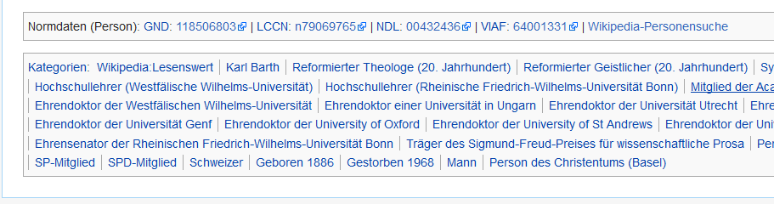 Normdaten (Person): GND: 118506803 | LCCN: n79069765 | NDL: 00432436 | VIAF: 64001331 | Wikipedia-Personensuche
Kategorien: Wikipedia:Lesenswert | Karl Barth | Reformierter Theologe (20. Jahrhundert) | Reformierter Geistlicher (20. Jahrhundert) | Sy
| Hochschullehrer (Westfälische Wilhelms-Universität) | Hochschullehrer (Rheinische Friedrich-Wilhelms-Universität Bonn) | Mitglied der Aca
| Ehrendoktor der Westfälischen Wilhelms-Universität | Ehrendoktor einer Universität in Ungarn | Ehrendoktor der Universität Utrecht | Ehre
| Ehrendoktor der Universität Genf | Ehrendoktor der University of Oxford | Ehrendoktor der University of St Andrews | Ehrendoktor der Uni
| Ehrensenator der Rheinischen Friedrich-Wilhelms-Universität Bonn | Träger des Sigmund-Freud-Preises für wissenschaftliche Prosa | Per
| SP-Mitglied | SPD-Mitglied | Schweizer | Geboren 1886 | Gestorben 1968 | Mann | Person des Christentums (Basel)